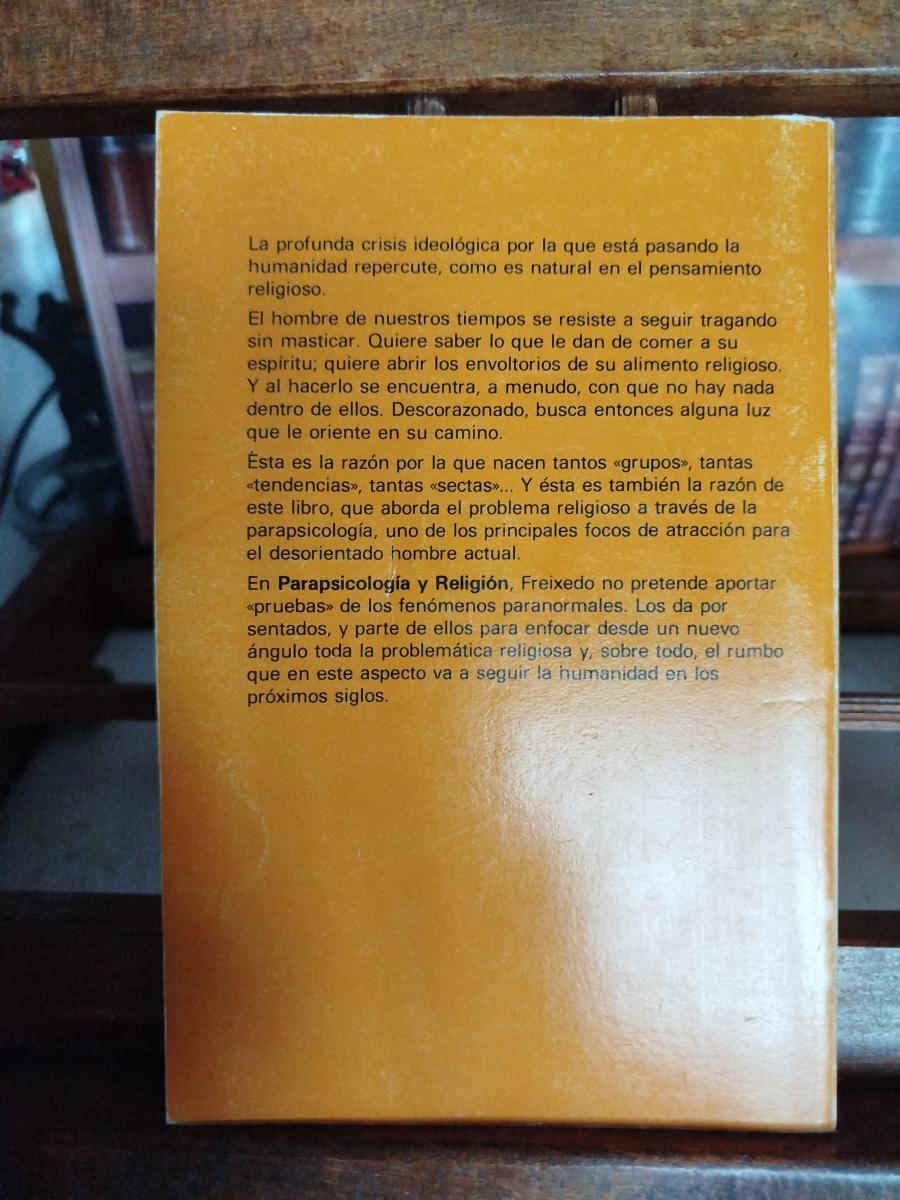 La profunda crisis ideológica por la que está pasando la
humanidad repercute, como es natural en el pensamiento
religioso.
El hombre de nuestros tiempos se resiste a seguir tragando
sin masticar. Quiere saber lo que le dan de comer a su
espíritu; quiere abrir los envoltorios de su alimento religioso.
Y al hacerlo se encuentra, a menudo, con que no hay nada
dentro de ellos. Descorazonado, busca entonces alguna luz
que le oriente en su camino.
Ésta es la razón por la que nacen tantos «grupos», tantas
«tendencias», tantas «sectas»... Y ésta es también la razón de
este libro, que aborda el problema religioso a través de la
parapsicología, uno de los principales focos de atracción para
el desorientado hombre actual.
En Parapsicología y Religión, Freixedo no pretende aportar
«pruebas» de los fenómenos paranormales. Los da por
sentados, y parte de ellos para enfocar desde un nuevo
ángulo toda la problemática religiosa y, sobre todo, el rumbo
que en este aspecto va a seguir la humanidad en los
próximos siglos.